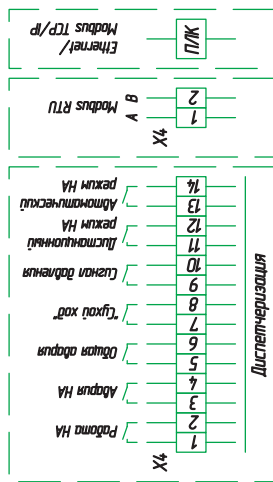 Диспетчеризация
X4
1
2
Работа НА
3
4
Авария НА
5
6
Общая авария
7
8
"Сухой ход"
9
10
Сигнал давления
11
12
Дистанционный
режим НА
13
14
Автоматический
режим НА
X4
1 A
2 B
Modbus RTU
ПЛК
Ethernet/
Modbus TCP/IP